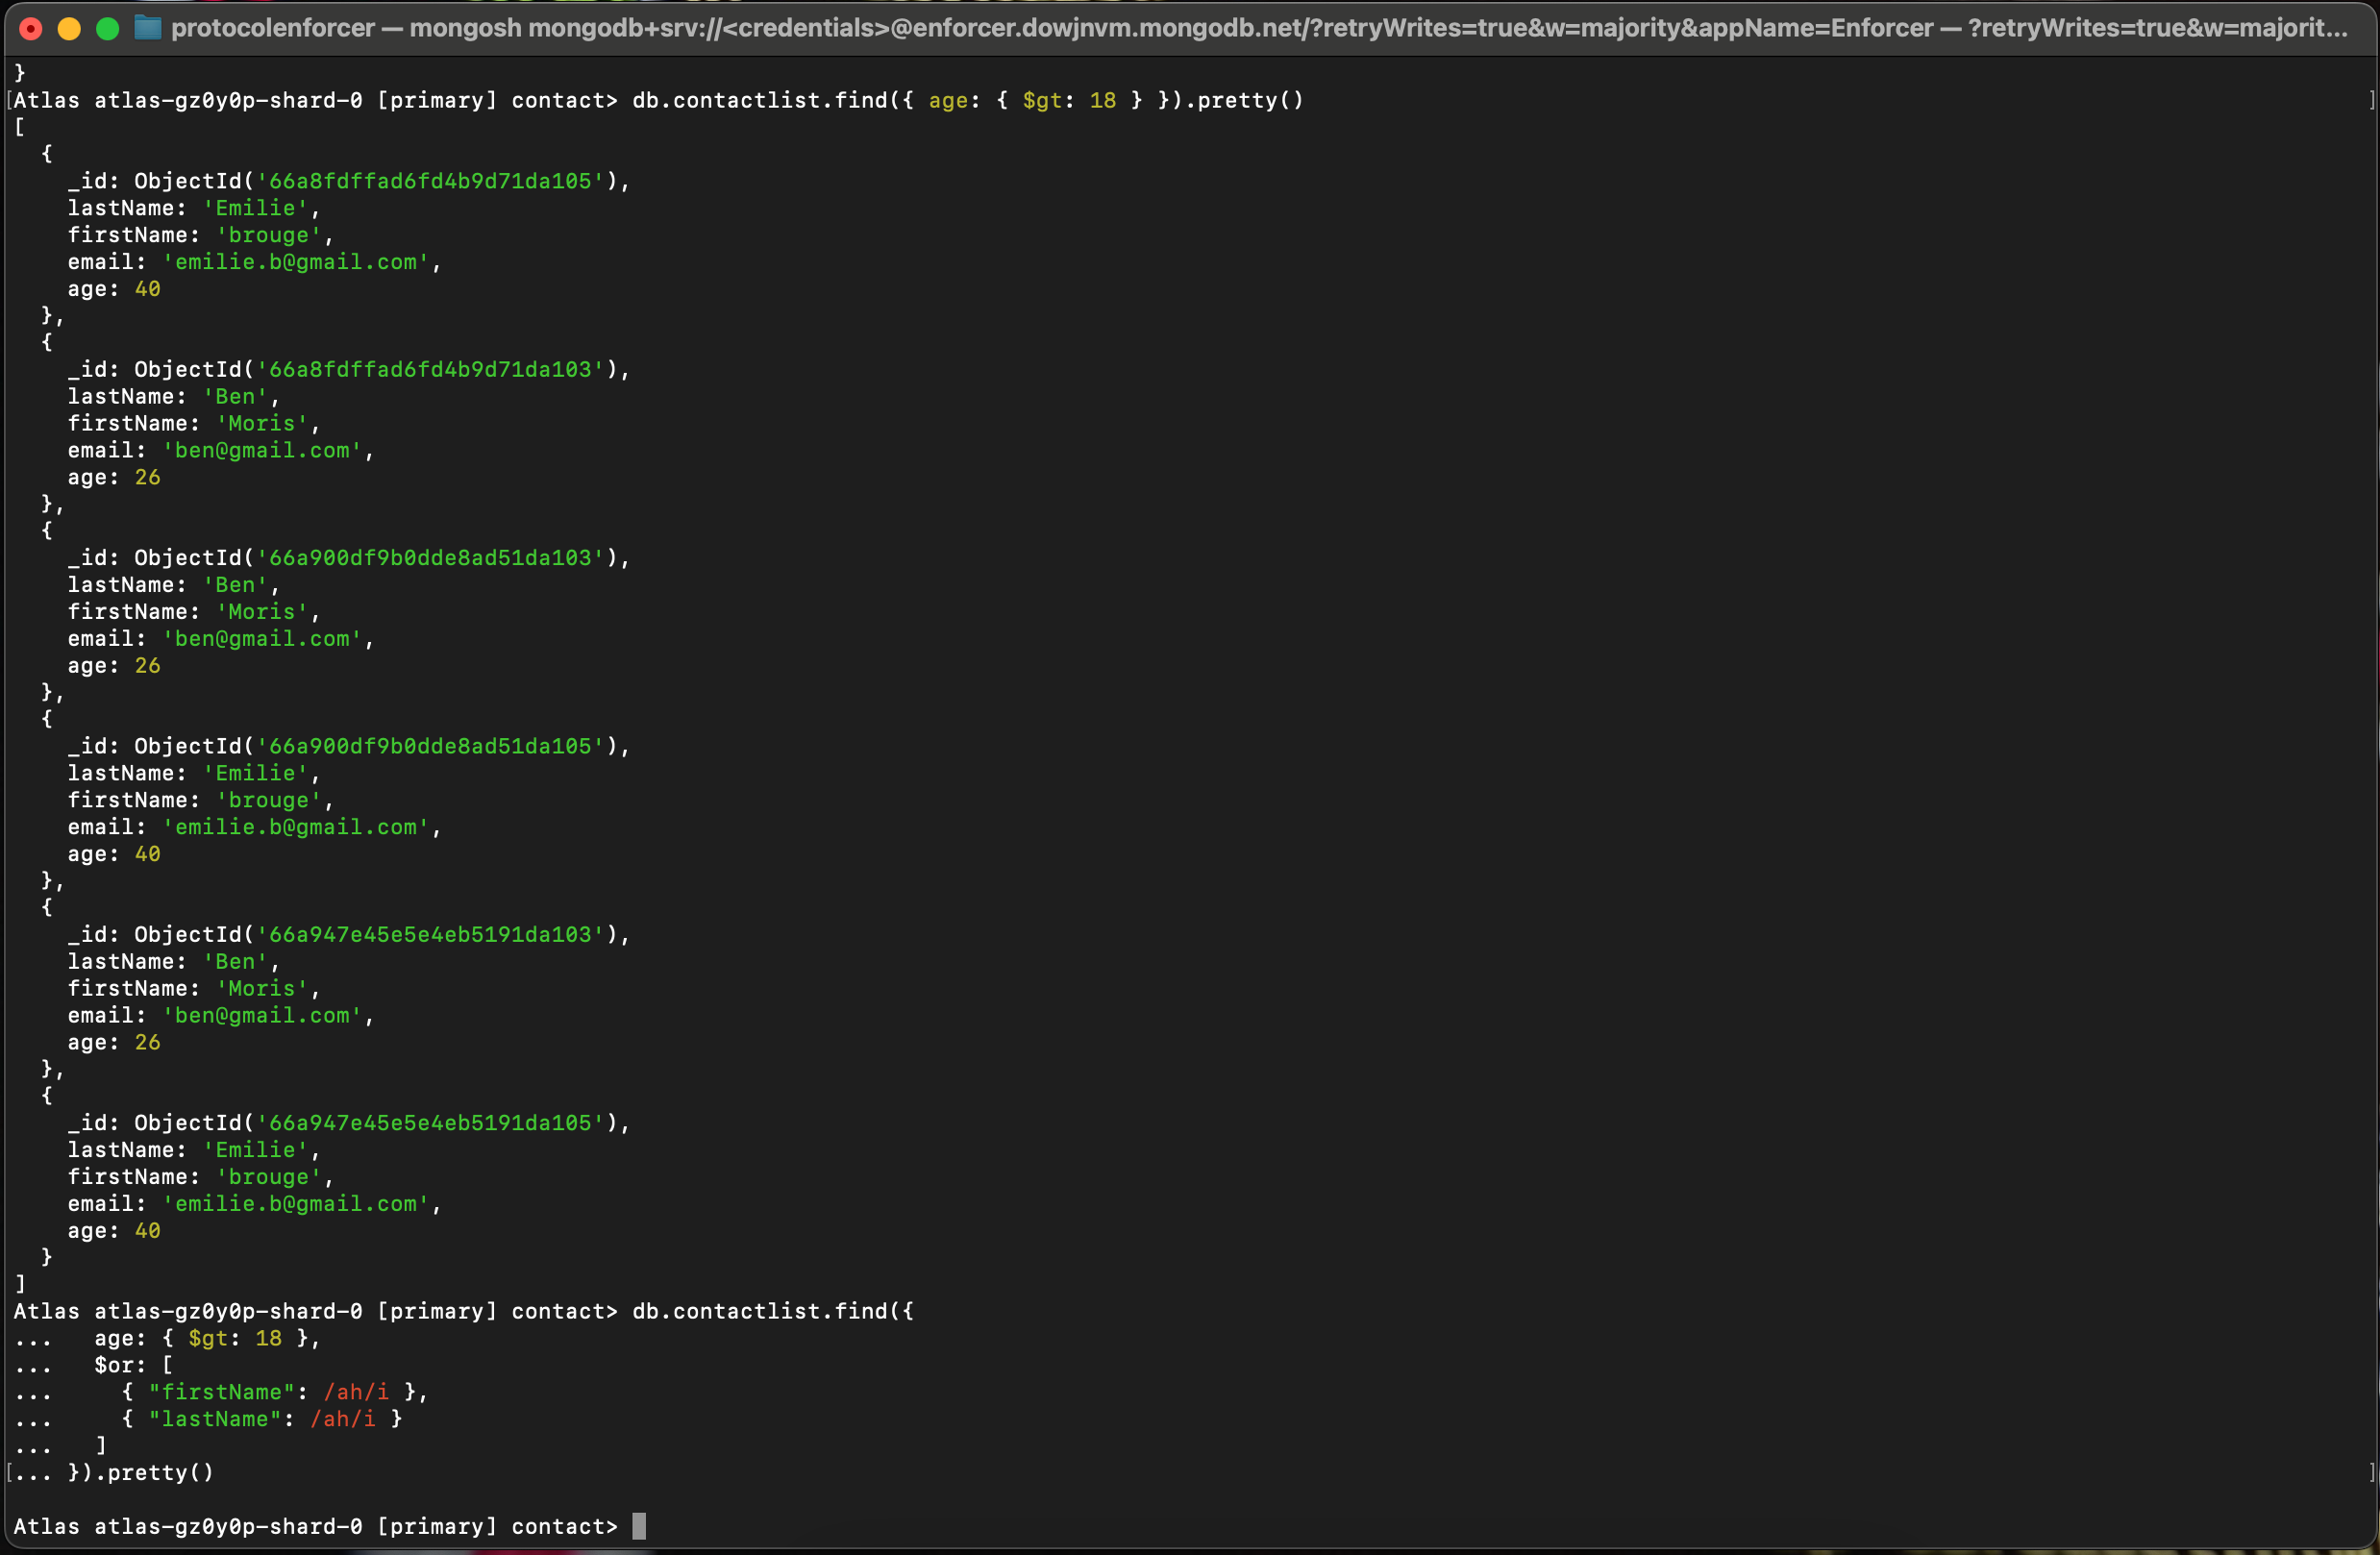 protocolenforcer — mongosh mongodb+srv://<credentials>@enforcer.dowjnvm.mongodb.net/?retryWrites=true&w=majority&appName=Enforcer — ?retryWrites=true&w=majorit...
}
[Atlas atlas-gz0y0p-shard-0 [primary] contact> db.contactlist.find({ age: { $gt: 18 } }).pretty() ]
[
  {
    _id: ObjectId('66a8fdffad6fd4b9d71da105'),
    lastName: 'Emilie',
    firstName: 'brouge',
    email: 'emilie.b@gmail.com',
    age: 40
  },
  {
    _id: ObjectId('66a8fdffad6fd4b9d71da103'),
    lastName: 'Ben',
    firstName: 'Moris',
    email: 'ben@gmail.com',
    age: 26
  },
  {
    _id: ObjectId('66a900df9b0dde8ad51da103'),
    lastName: 'Ben',
    firstName: 'Moris',
    email: 'ben@gmail.com',
    age: 26
  },
  {
    _id: ObjectId('66a900df9b0dde8ad51da105'),
    lastName: 'Emilie',
    firstName: 'brouge',
    email: 'emilie.b@gmail.com',
    age: 40
  },
  {
    _id: ObjectId('66a947e45e5e4eb5191da103'),
    lastName: 'Ben',
    firstName: 'Moris',
    email: 'ben@gmail.com',
    age: 26
  },
  {
    _id: ObjectId('66a947e45e5e4eb5191da105'),
    lastName: 'Emilie',
    firstName: 'brouge',
    email: 'emilie.b@gmail.com',
    age: 40
  }
]
Atlas atlas-gz0y0p-shard-0 [primary] contact> db.contactlist.find({
...   age: { $gt: 18 },
...   $or: [
...     { "firstName": /ah/i },
...     { "lastName": /ah/i }
...   ]
[... }).pretty() ]
Atlas atlas-gz0y0p-shard-0 [primary] contact>